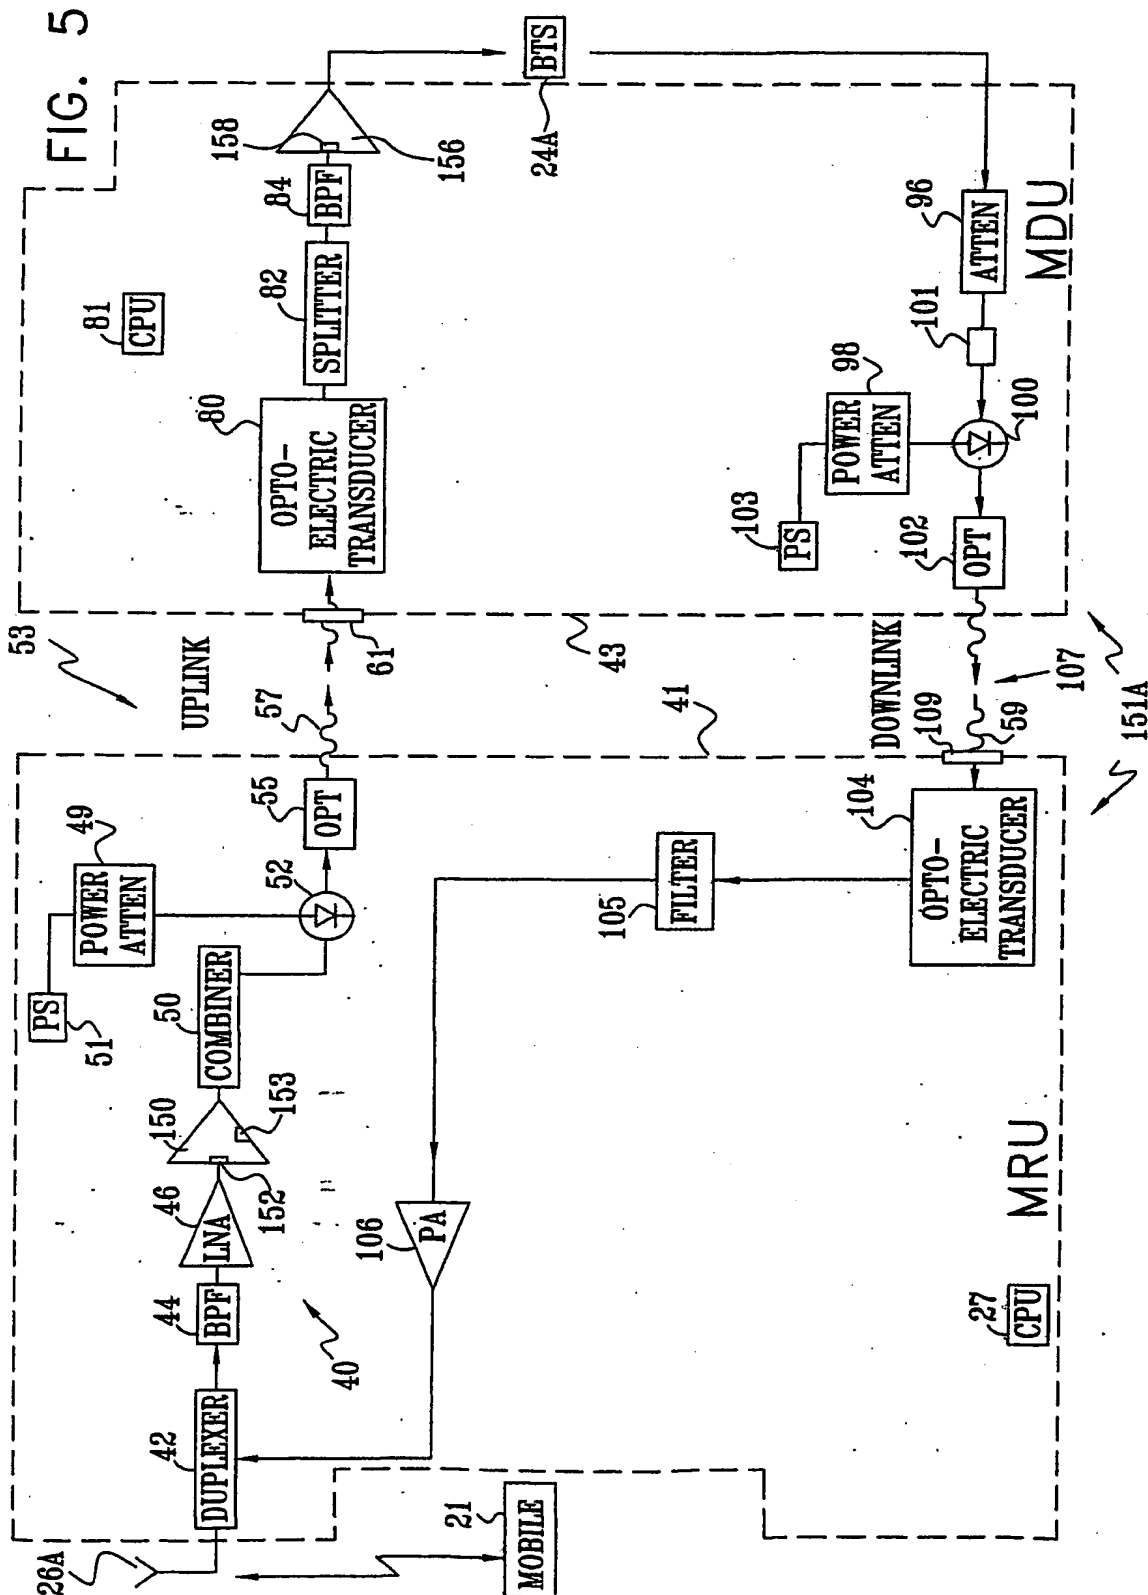 FIG. 5
53
UPLINK
57
61
43
41
DOWNLINK
109
59
107
151A
MDU
81
CPU
80
OPTO-
ELECTRIC
TRANSDUCER
82
SPLITTER
84
BPF
158
156
BTS
24A
96
ATTEN
101
98
POWER
ATTEN
100
103
PS
102
OPT
MRU
26A
42
DUPLEXER
44
BPF
46
LNA
152
150
153
50
COMBINER
PS
51
49
POWER
ATTEN
52
55
OPT
40
21
MOBILE
106
PA
105
FILTER
104
OPTO-
ELECTRIC
TRANSDUCER
27
CPU